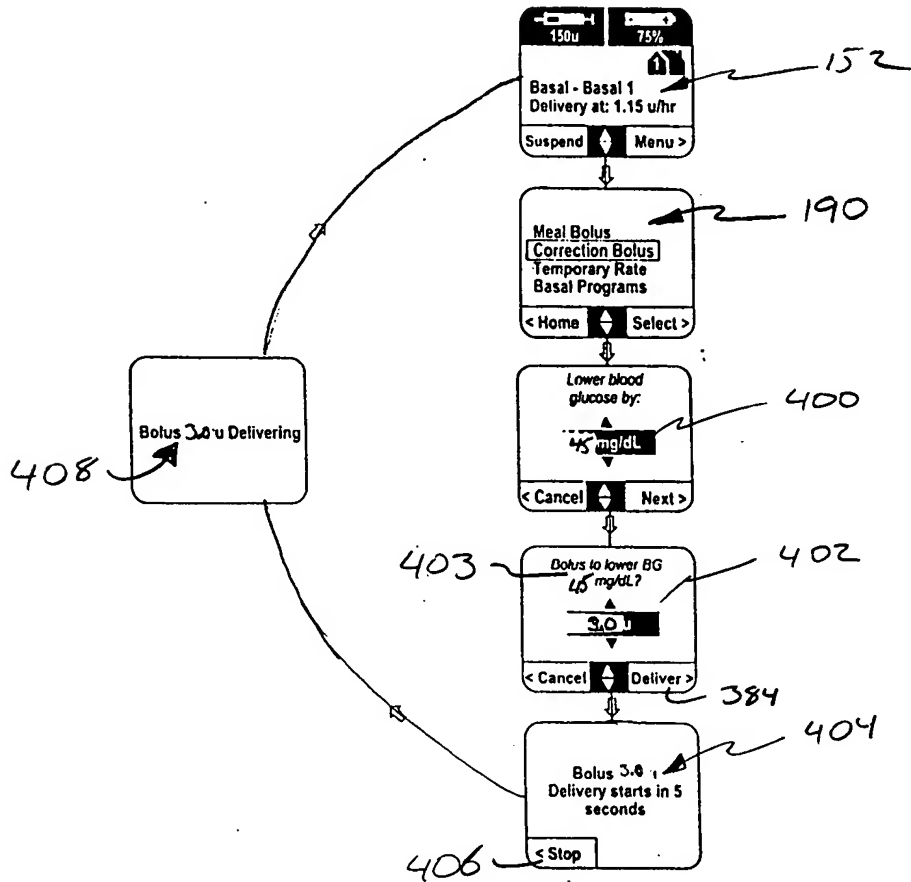 150u 75%
1
152
Basal - Basal 1
Delivery at: 1.15 u/hr
Suspend Menu >
190
Meal Bolus
Correction Bolus
Temporary Rate
Basal Programs
< Home Select >
Lower blood
glucose by:
400
45 mg/dL
< Cancel Next >
Bolus 3.0 u Delivering
408
403
Bolus to lower BG
402
45 mg/dL?
3.0 u
< Cancel Deliver >
384
404
Bolus 3.0
Delivery starts in 5
seconds
< Stop
406